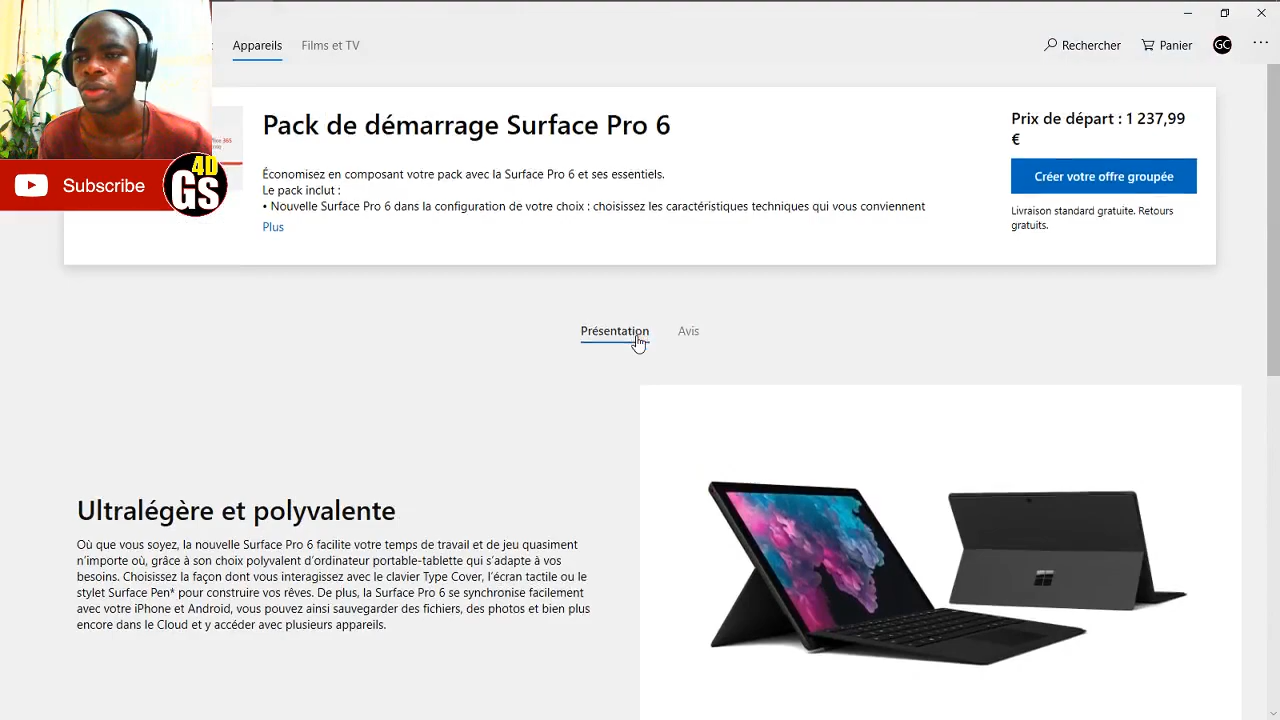 Appareils
Films et TV
Rechercher
Panier
GC
Pack de démarrage Surface Pro 6
Économisez en composant votre pack avec la Surface Pro 6 et ses essentiels.
Le pack inclut :
• Nouvelle Surface Pro 6 dans la configuration de votre choix : choisissez les caractéristiques techniques qui vous conviennent
Plus
Prix de départ : 1 237,99
€
Créer votre offre groupée
Livraison standard gratuite. Retours
gratuits.
Subscribe
4D
GS
Présentation
Avis
Ultralégère et polyvalente
Où que vous soyez, la nouvelle Surface Pro 6 facilite votre temps de travail et de jeu quasiment
n'importe où, grâce à son choix polyvalent d'ordinateur portable-tablette qui s'adapte à vos
besoins. Choisissez la façon dont vous interagissez avec le clavier Type Cover, l'écran tactile ou le
stylet Surface Pen* pour construire vos rêves. De plus, la Surface Pro 6 se synchronise facilement
avec votre iPhone et Android, vous pouvez ainsi sauvegarder des fichiers, des photos et bien plus
encore dans le Cloud et y accéder avec plusieurs appareils.